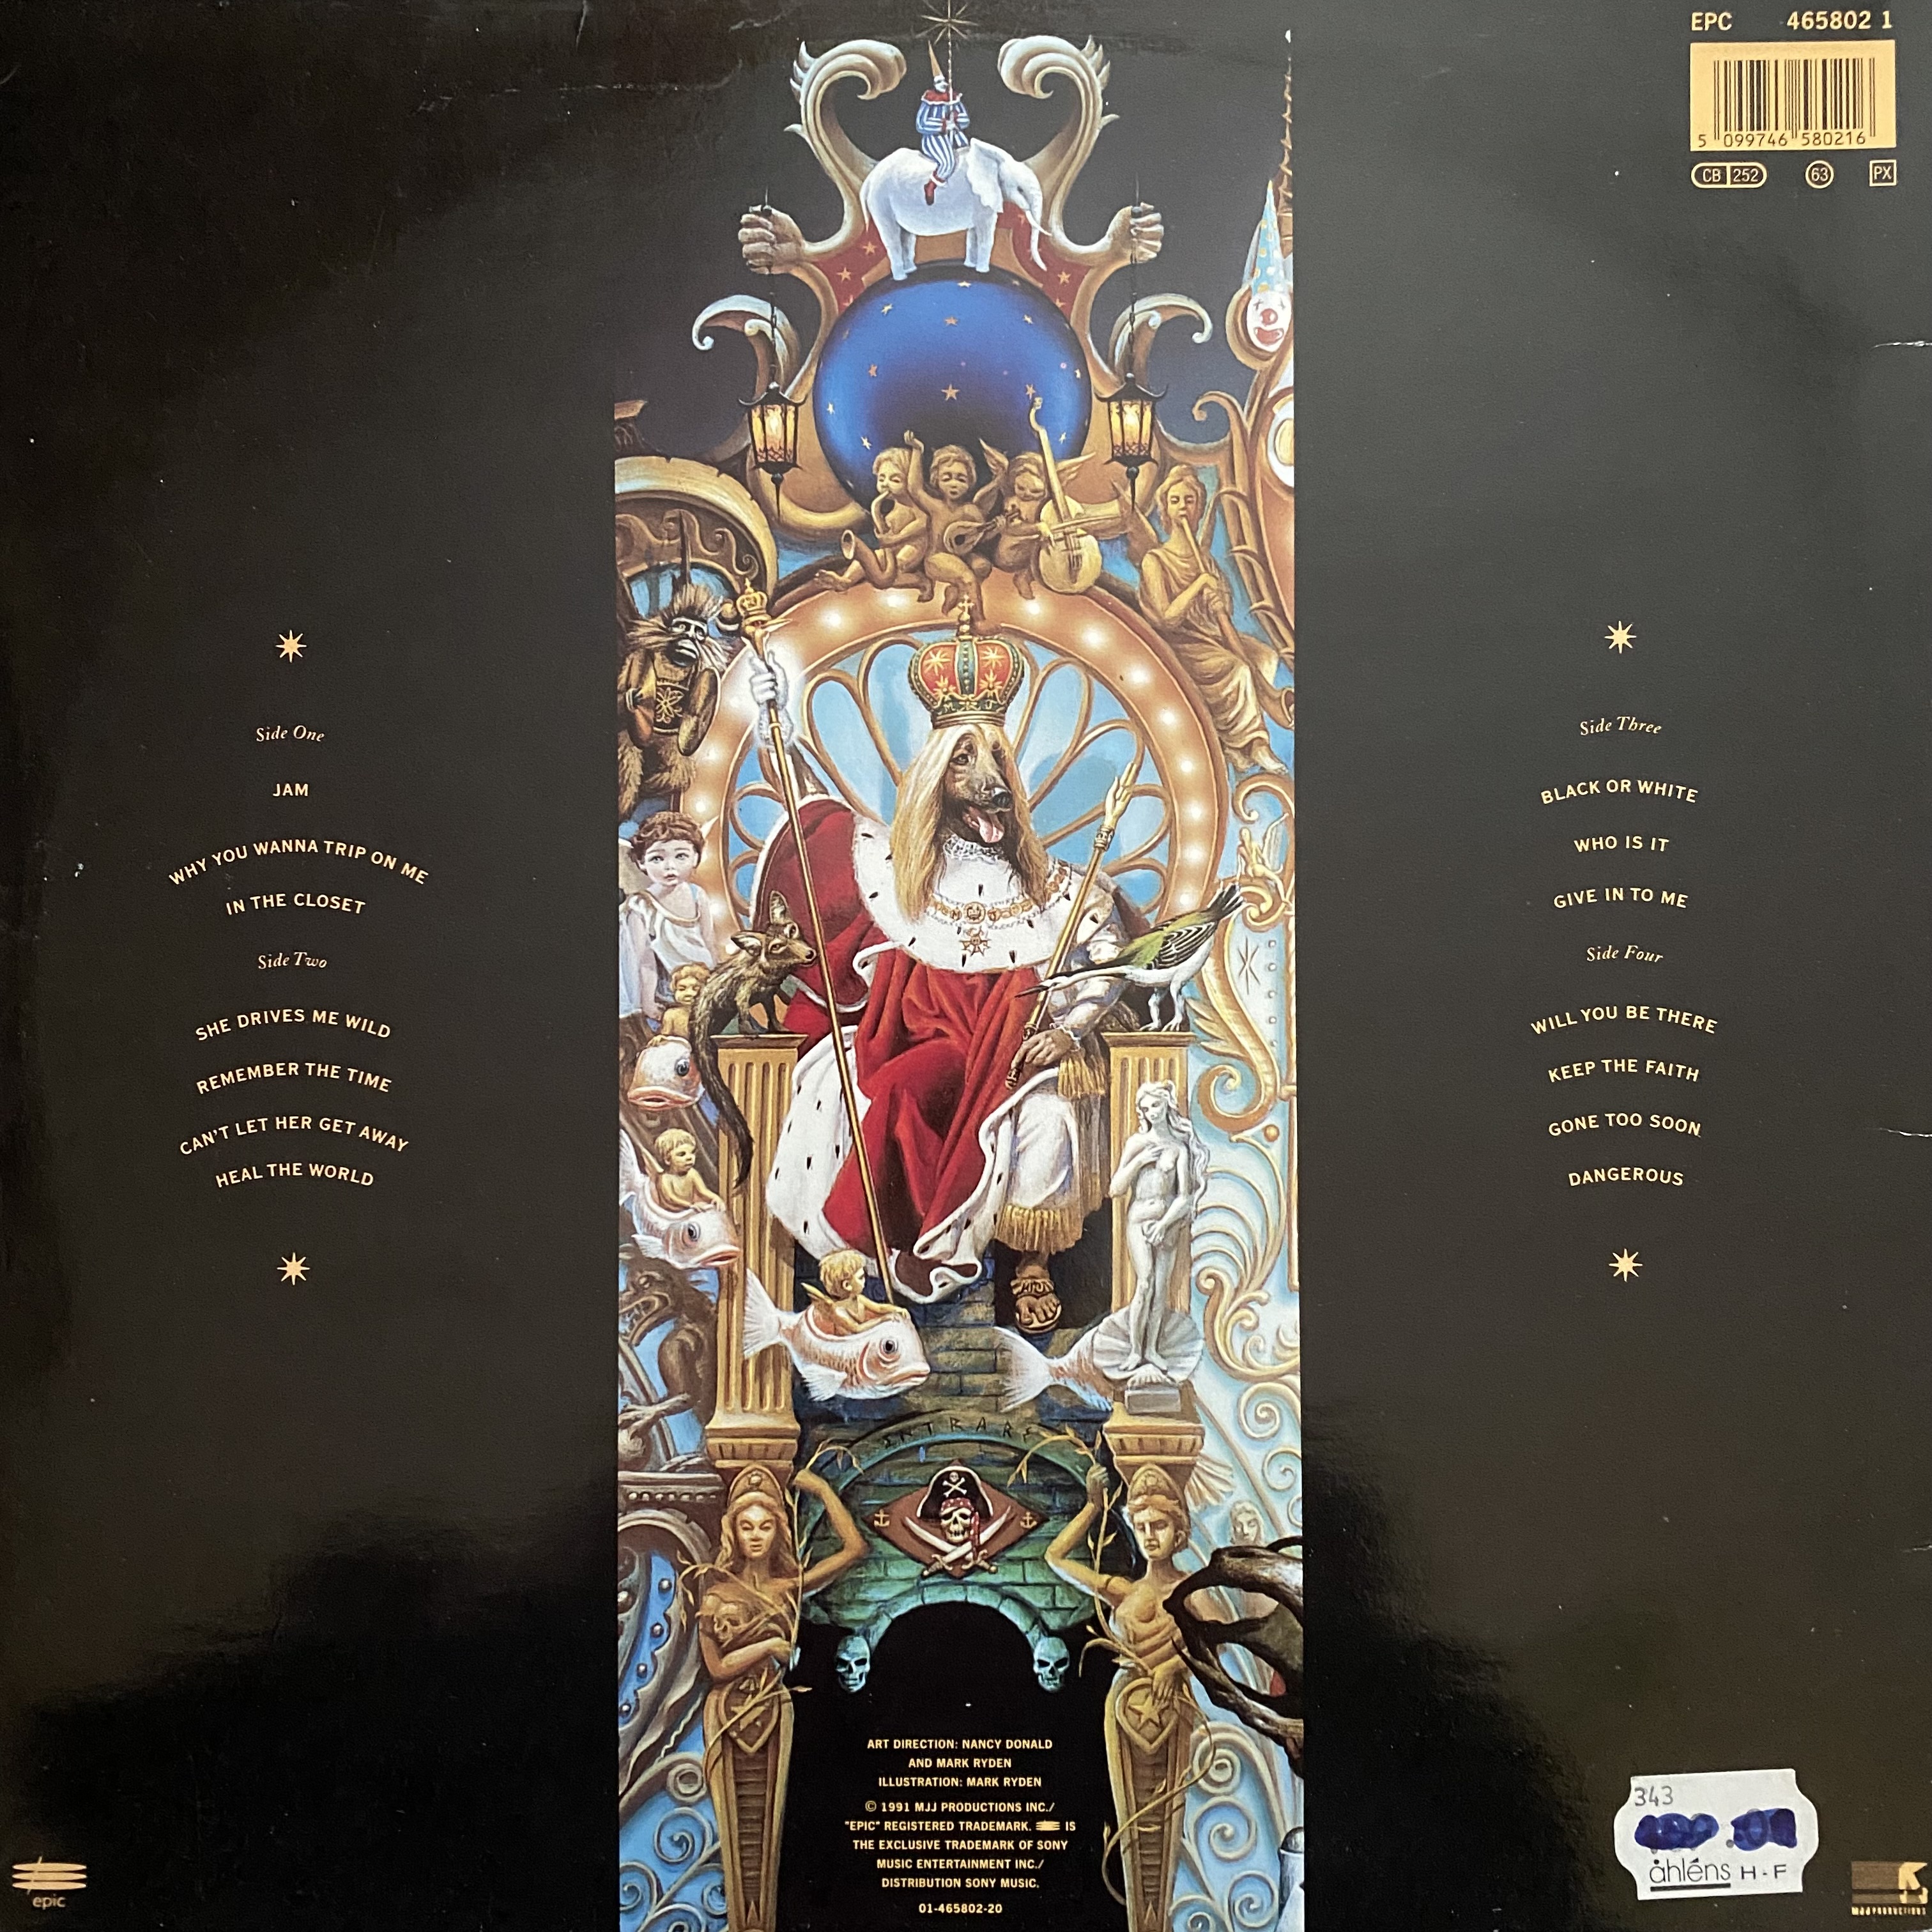 EPC 465802 1
5 099746 580216
CB 252 63 PX
Side One
JAM
WHY YOU WANNA TRIP ON ME
IN THE CLOSET
Side Two
SHE DRIVES ME WILD
REMEMBER THE TIME
CAN'T LET HER GET AWAY
HEAL THE WORLD
Side Three
BLACK OR WHITE
WHO IS IT
GIVE IN TO ME
Side Four
WILL YOU BE THERE
KEEP THE FAITH
GONE TOO SOON
DANGEROUS
ENTRARE
ART DIRECTION: NANCY DONALD
AND MARK RYDEN
ILLUSTRATION: MARK RYDEN
© 1991 MJJ PRODUCTIONS INC./
"EPIC" REGISTERED TRADEMARK. IS
THE EXCLUSIVE TRADEMARK OF SONY
MUSIC ENTERTAINMENT INC./
DISTRIBUTION SONY MUSIC.
01-465802-20
epic
343
åhléns H-F
MJJ PRODUCTIONS